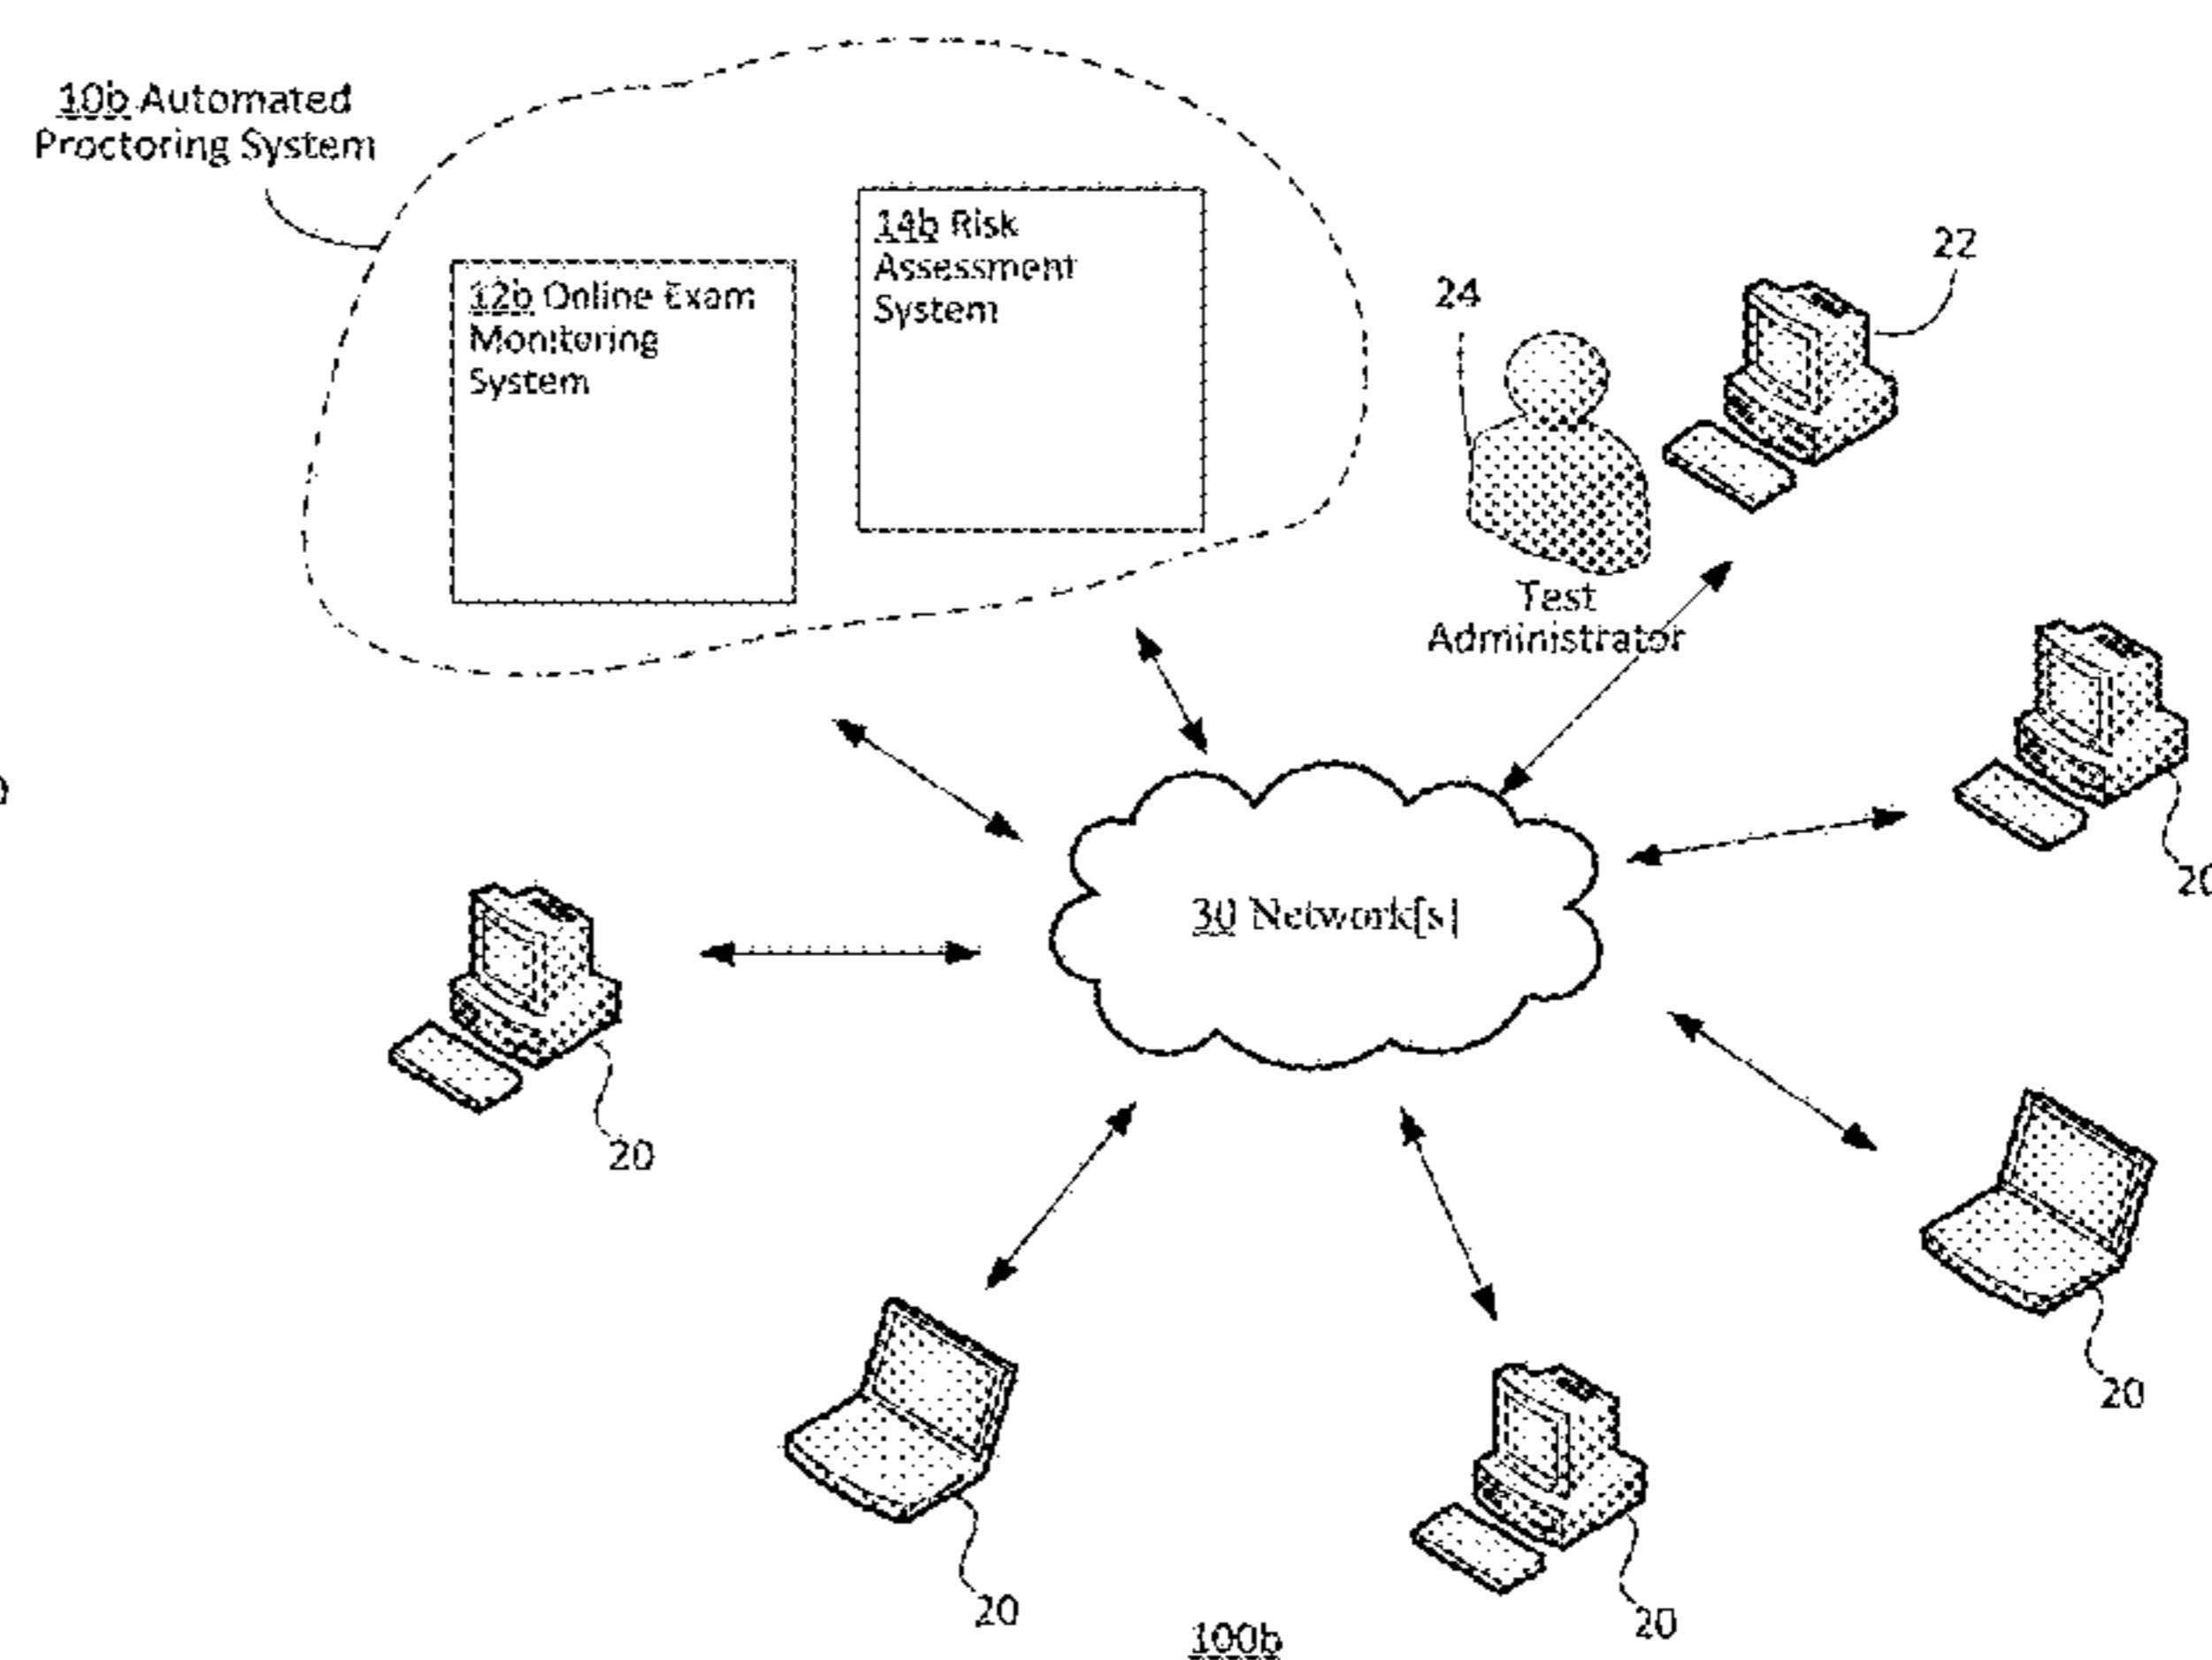 10b Automated
Proctoring System
14b Risk
Assessment
System
12b Online Exam
Monitoring
System
22
24
Test
Administrator
20
30 Network[s]
20
20
20
20
100b